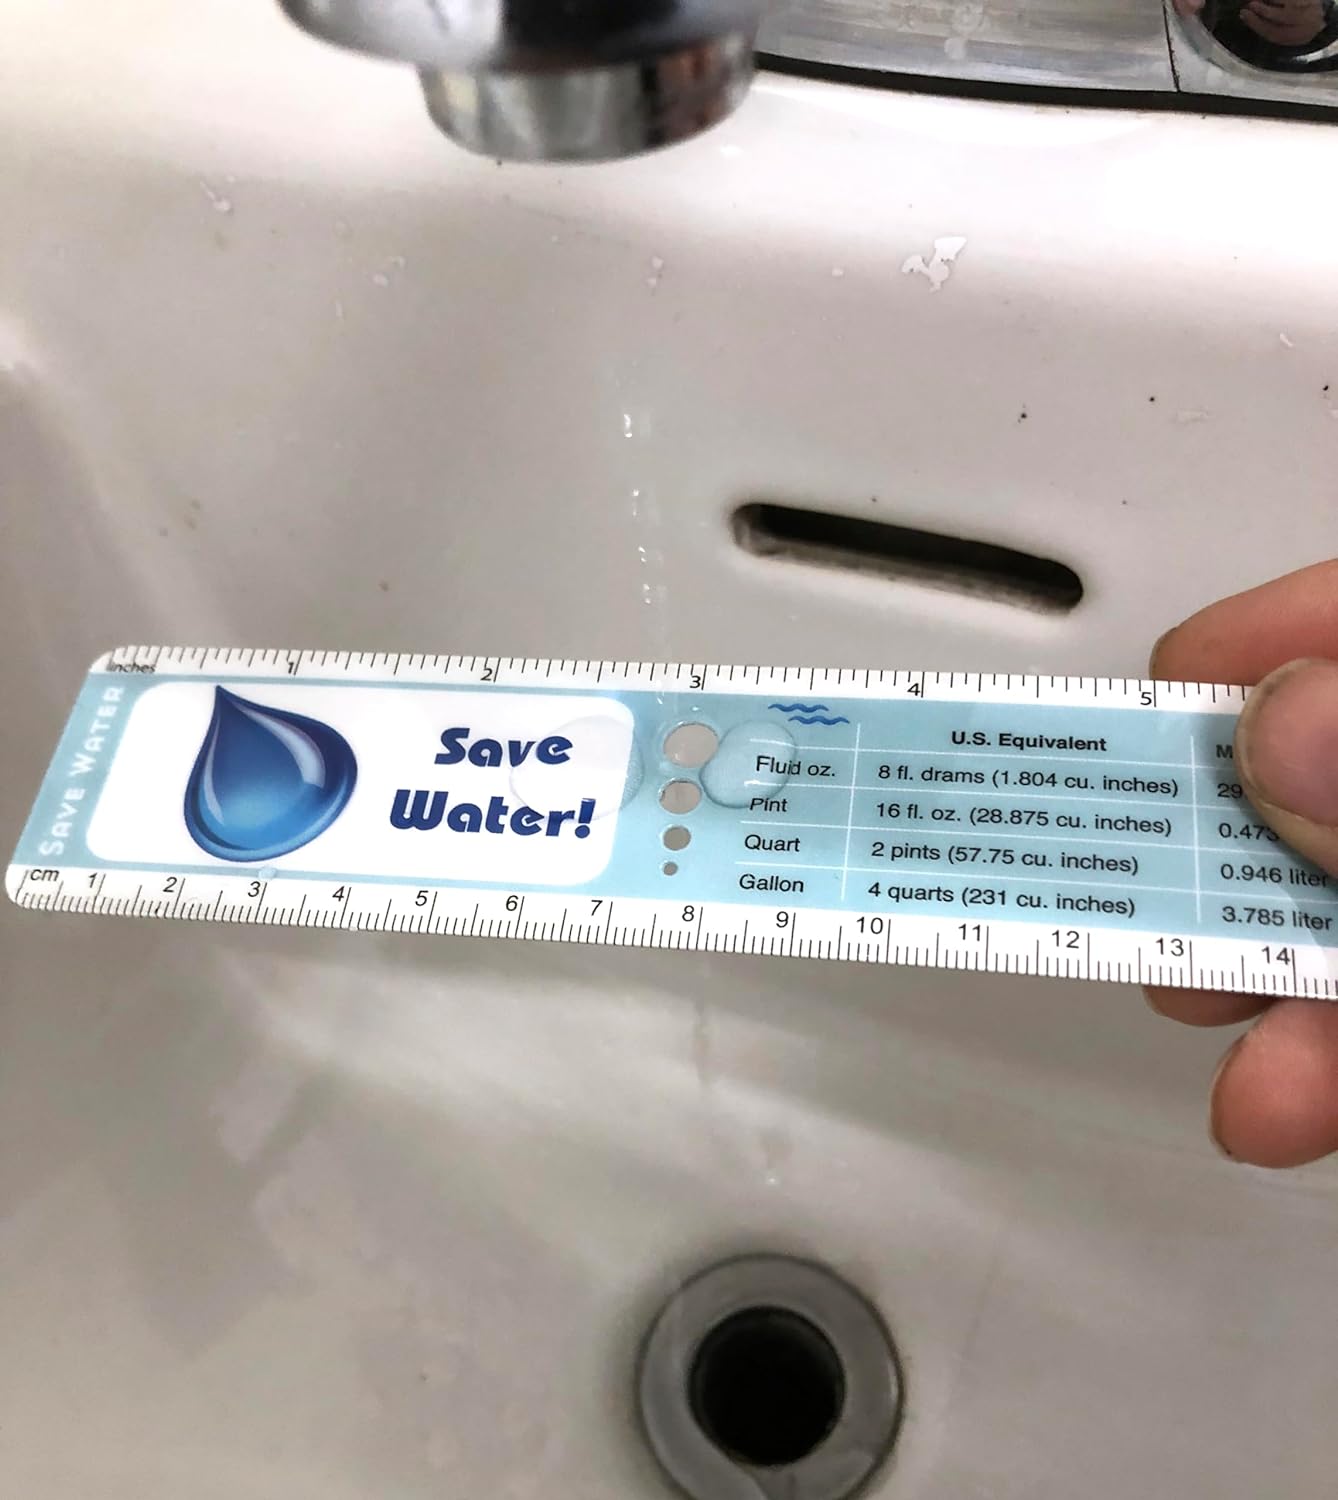 inches 1 2 3 4 5
SAVE WATER
Save
Water!
U.S. Equivalent
Fluid oz. 8 fl. drams (1.804 cu. inches)
Pint 16 fl. oz. (28.875 cu. inches) 0.473
Quart 2 pints (57.75 cu. inches) 0.946 liter
Gallon 4 quarts (231 cu. inches) 3.785 liter
cm 1 2 3 4 5 6 7 8 9 10 11 12 13 14